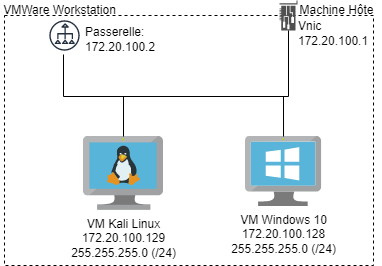 VMWare Workstation
Machine Hôte
Passerelle:
172.20.100.2
Vnic
172.20.100.1
VM Kali Linux
172.20.100.129
255.255.255.0 (/24)
VM Windows 10
172.20.100.128
255.255.255.0 (/24)